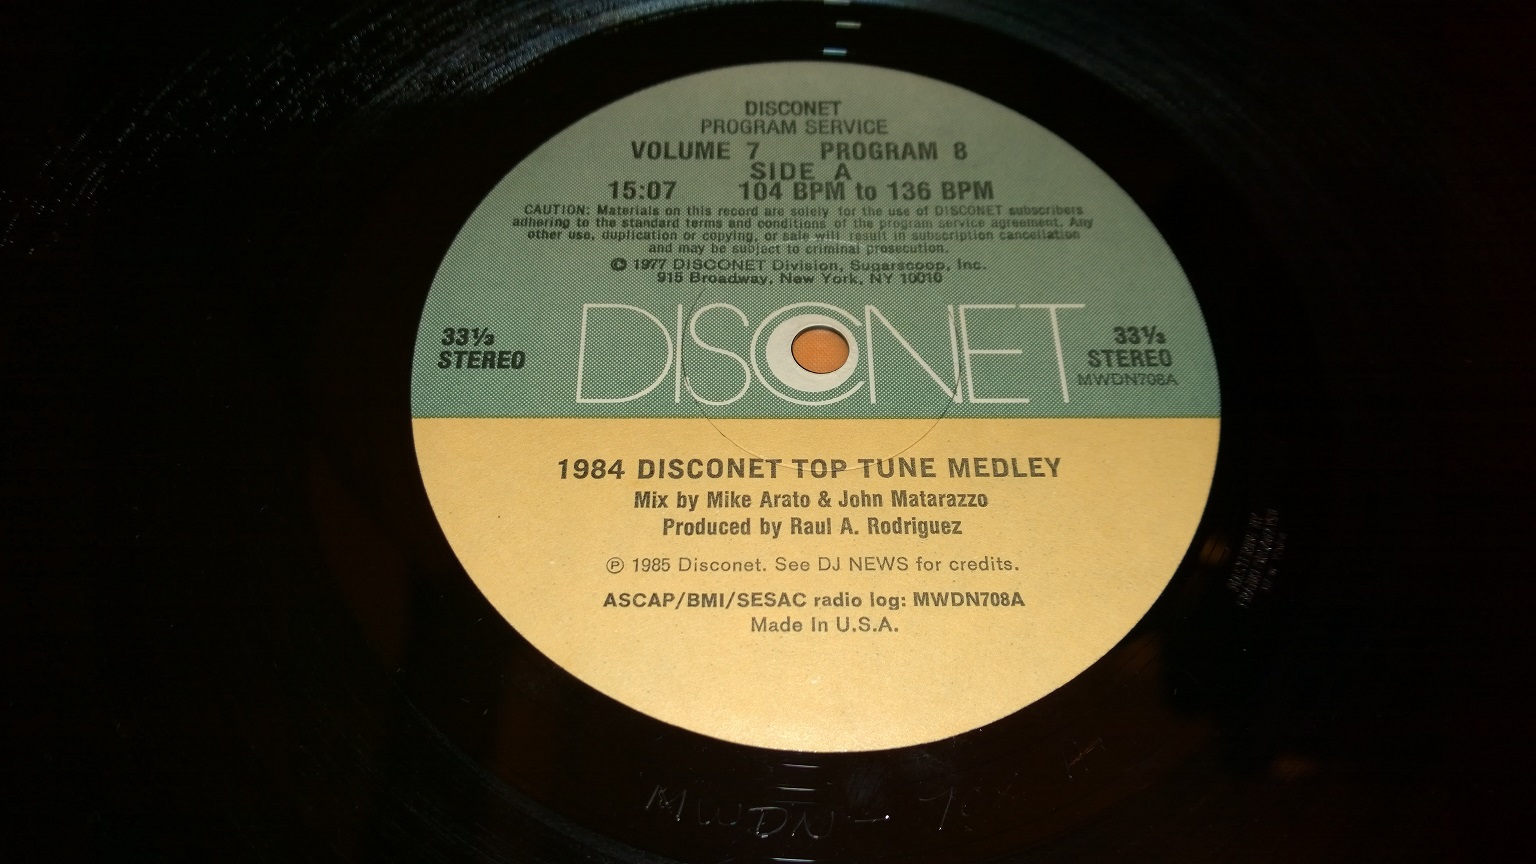 DISCONET
PROGRAM SERVICE
VOLUME 7 PROGRAM 8
SIDE A
15:07 104 BPM to 136 BPM
CAUTION: Materials on this record are solely for the use of DISCONET subscribers
adhering to the standard terms and conditions of the program service agreement. Any
other use, duplication or copying, or sale will result in subscription cancellation
and may be subject to criminal prosecution.
℗ 1977 DISCONET Division, Sugarscoop, Inc.
915 Broadway, New York, NY 10010
DISCONET
33⅓
STEREO
33⅓
STEREO
MWDN708A
1984 DISCONET TOP TUNE MEDLEY
Mix by Mike Arato & John Matarazzo
Produced by Raul A. Rodriguez
℗ 1985 Disconet. See DJ NEWS for credits.
ASCAP/BMI/SESAC radio log: MWDN708A
Made In U.S.A.
MWDN - 70